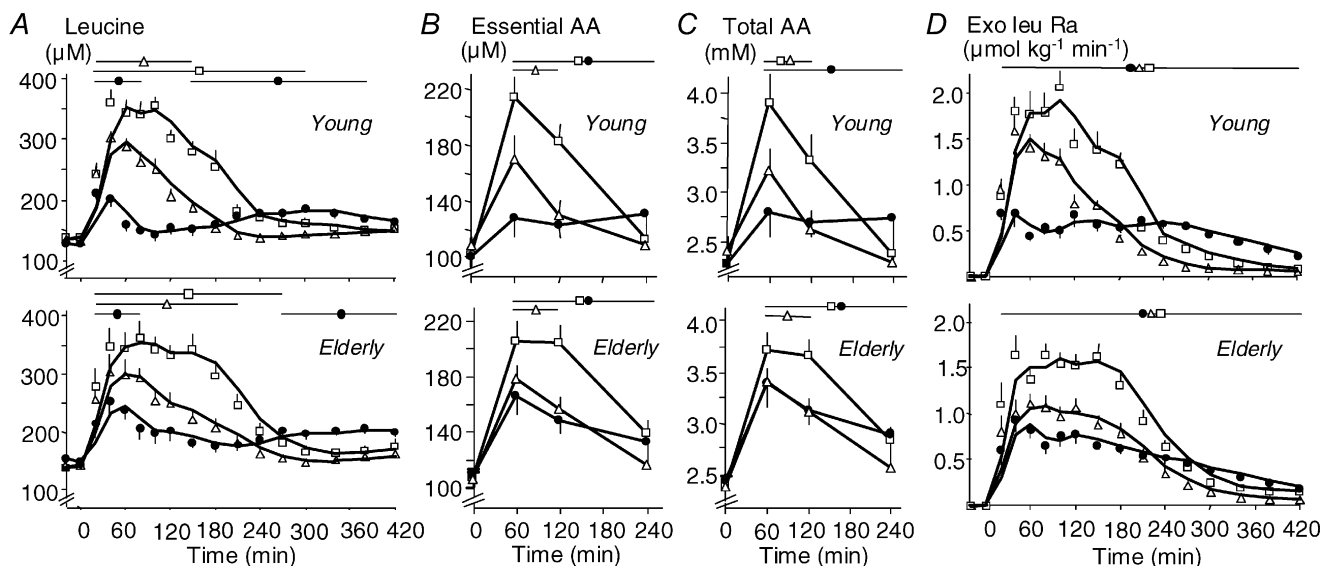 A Leucine
(µM)
400
300
200
100
Young
400
300
200
100
Elderly
0 60 120 180 240 300 360 420
Time (min)
B Essential AA
(µM)
220
180
140
100
Young
220
180
140
100
Elderly
0 60 120 180 240
Time (min)
C Total AA
(mM)
4.0
3.5
3.0
2.5
Young
4.0
3.5
3.0
2.5
Elderly
0 60 120 180 240
Time (min)
D Exo leu Ra
(µmol kg⁻¹ min⁻¹)
2.0
1.5
1.0
0.5
Young
2.0
1.5
1.0
0.5
Elderly
0 60 120 180 240 300 360 420
Time (min)